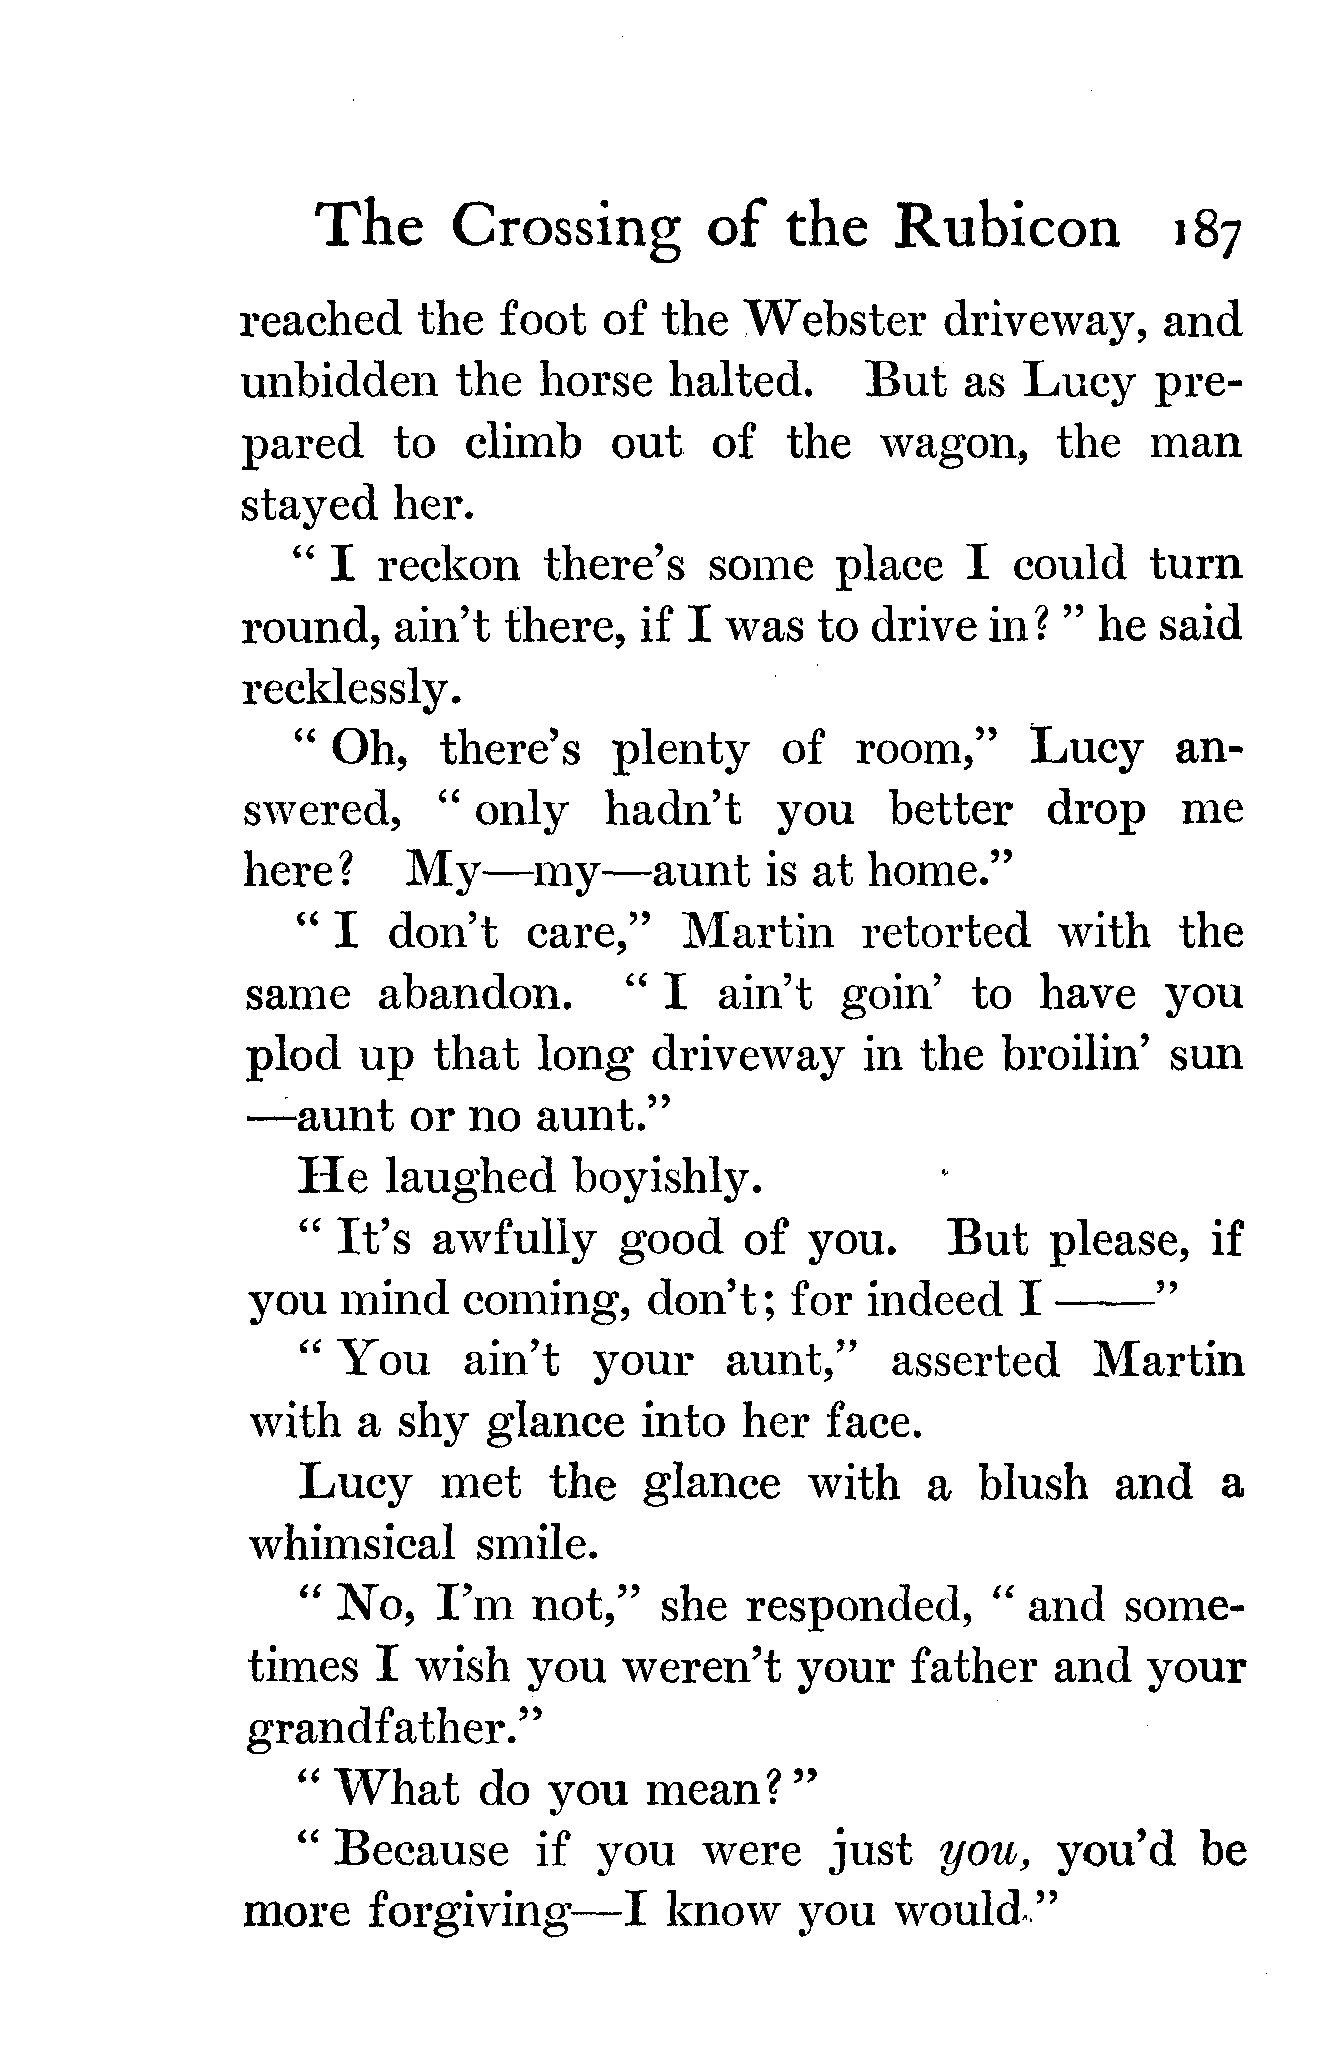 The Crossing of the Rubicon 187
reached the foot of the Webster driveway, and
unbidden the horse halted. But as Lucy pre-
pared to climb out of the wagon, the man
stayed her.
“ I reckon there’s some place I could turn
round, ain’t there, if I was to drive in? ” he said
recklessly.
“ Oh, there’s plenty of room,” Lucy an-
swered, “ only hadn’t you better drop me
here? My—my—aunt is at home.”
“ I don’t care,” Martin retorted with the
same abandon. “ I ain’t goin’ to have you
plod up that long driveway in the broilin’ sun
—aunt or no aunt.”
He laughed boyishly.
“ It’s awfully good of you. But please, if
you mind coming, don’t; for indeed I ——”
“ You ain’t your aunt,” asserted Martin
with a shy glance into her face.
Lucy met the glance with a blush and a
whimsical smile.
“ No, I’m not,” she responded, “ and some-
times I wish you weren’t your father and your
grandfather.”
“ What do you mean? ”
“ Because if you were just you, you’d be
more forgiving—I know you would.”